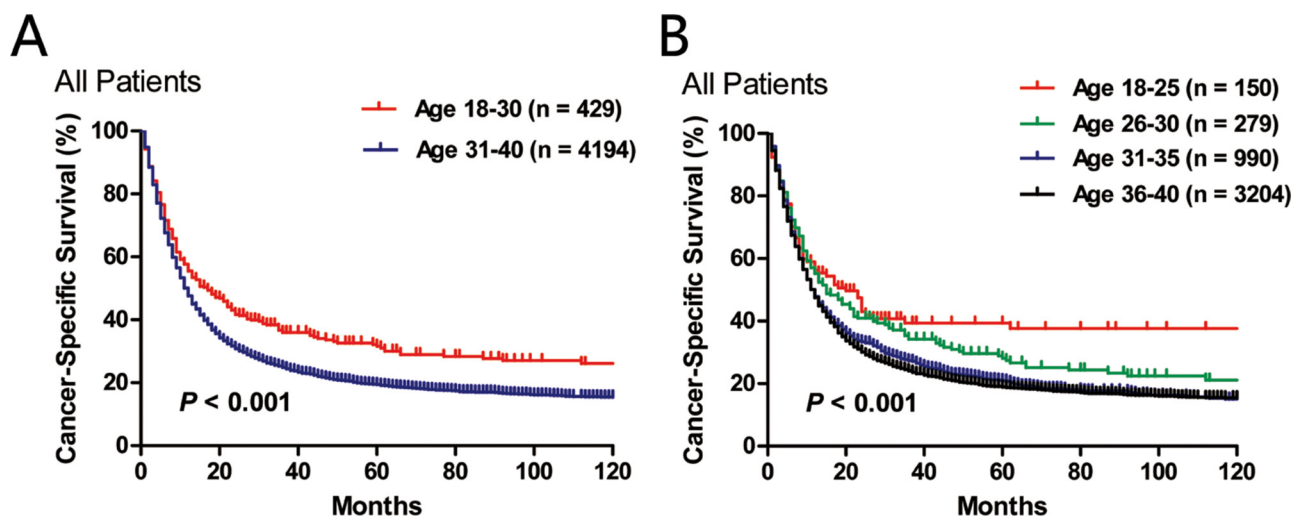 A
All Patients
Age 18-30 (n = 429)
Age 31-40 (n = 4194)
Cancer-Specific Survival (%)
100
80
60
40
20
0
P < 0.001
0 20 40 60 80 100 120
Months
B
All Patients
Age 18-25 (n = 150)
Age 26-30 (n = 279)
Age 31-35 (n = 990)
Age 36-40 (n = 3204)
Cancer-Specific Survival (%)
100
80
60
40
20
0
P < 0.001
0 20 40 60 80 100 120
Months